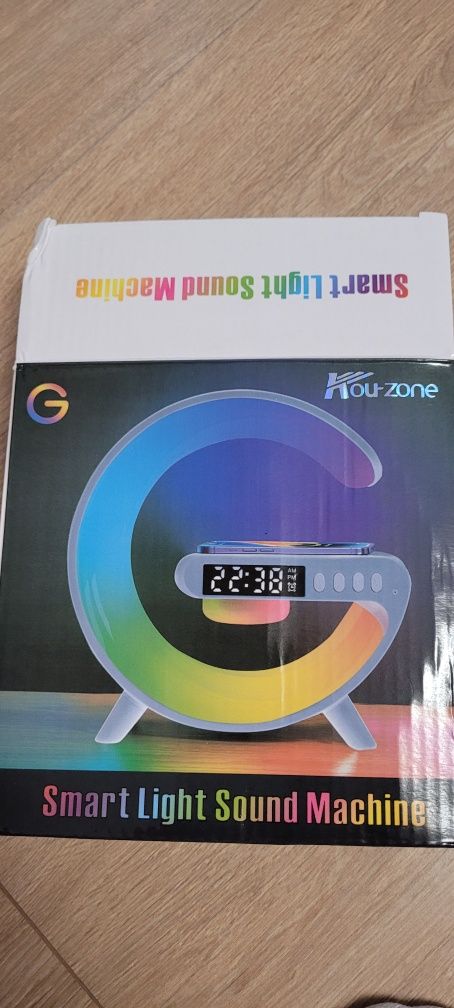 Smart Light Sound Machine
G
Kou-zone
22:38
AM
PM
Smart Light Sound Machine